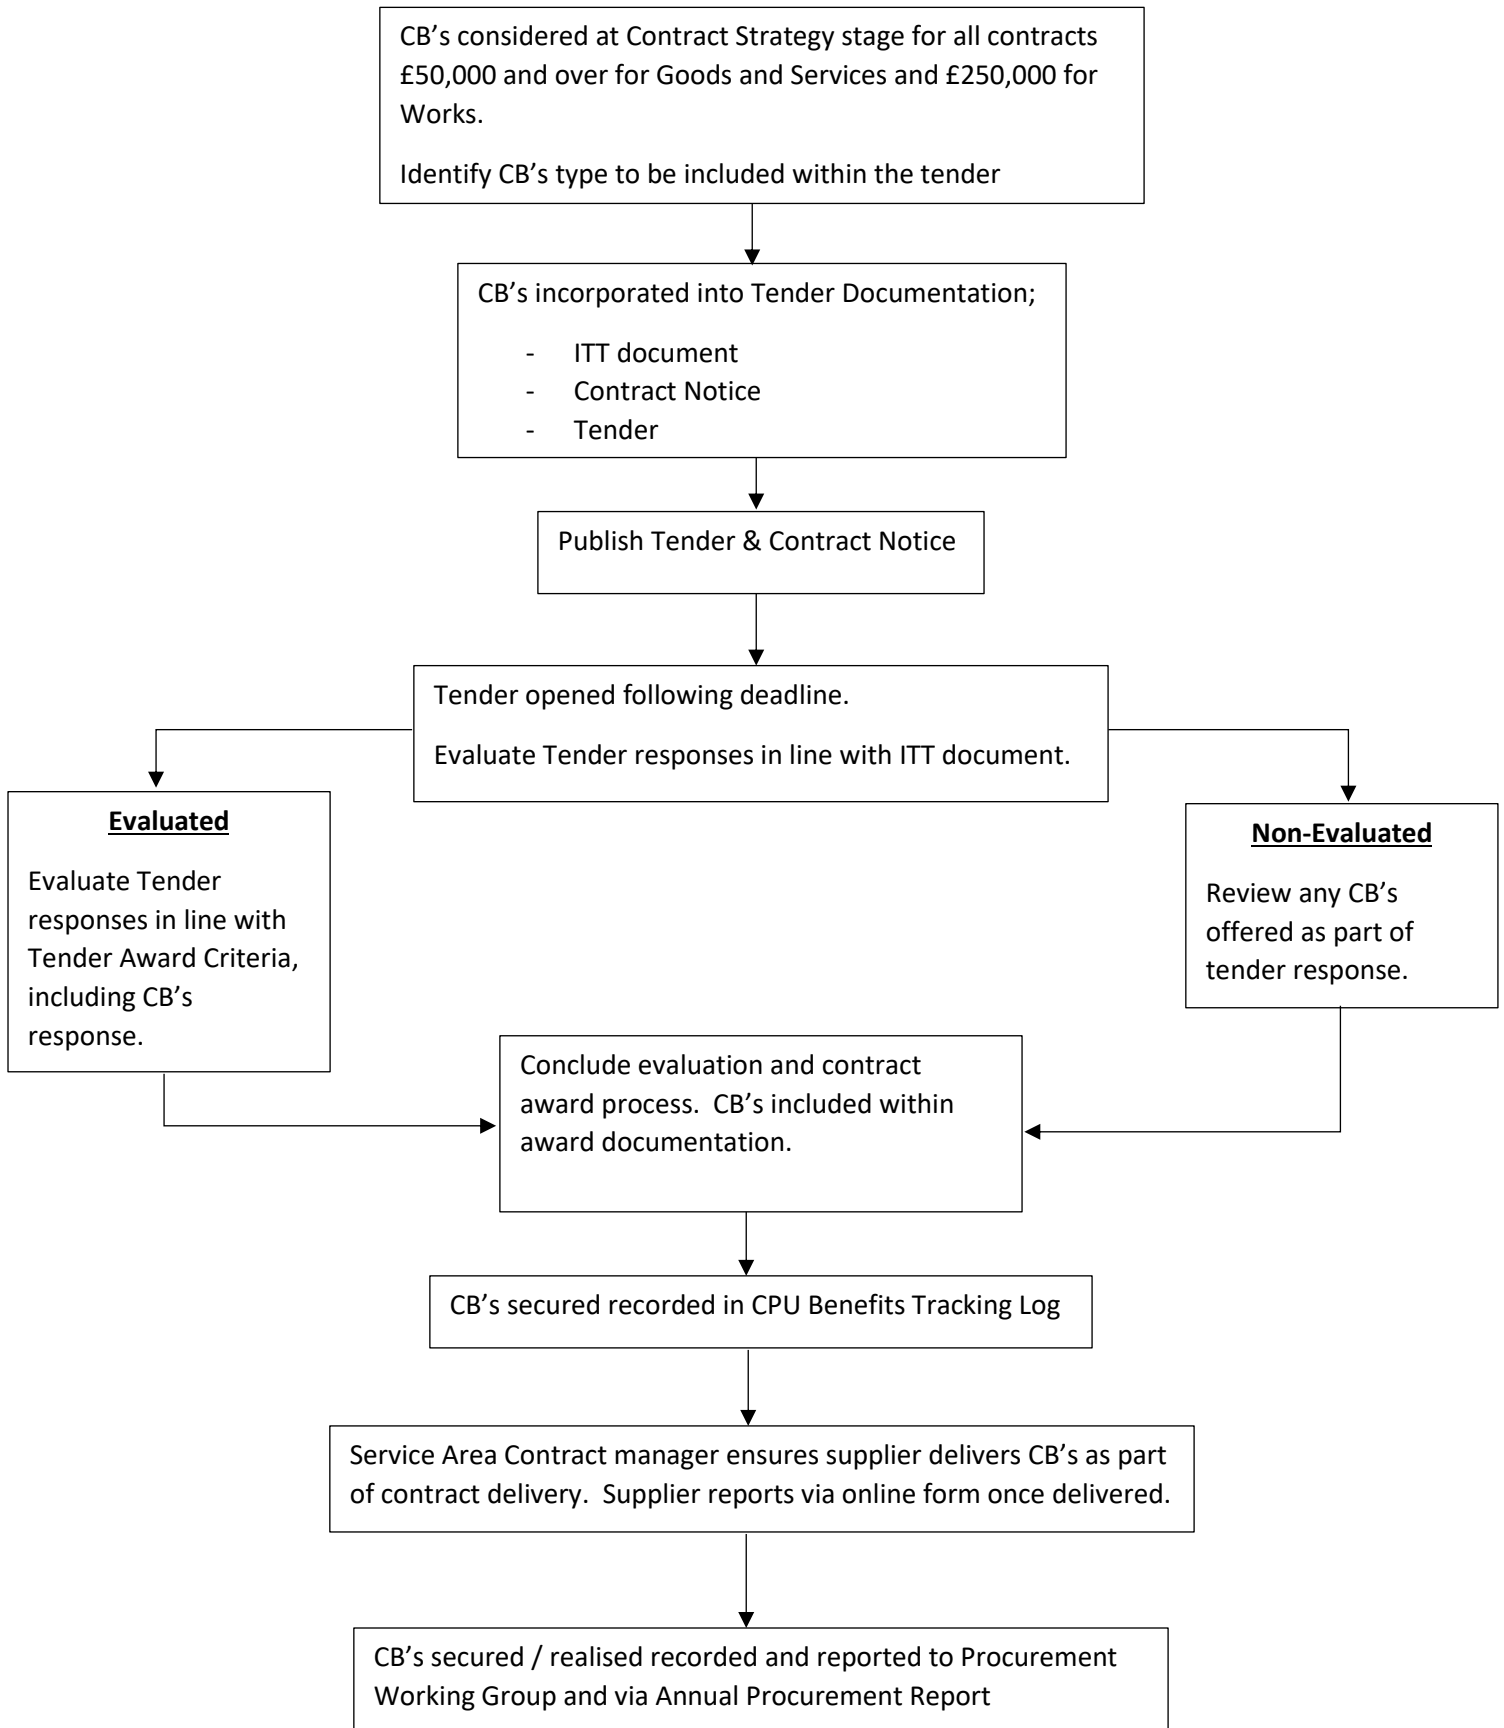 CB’s considered at Contract Strategy stage for all contracts
£50,000 and over for Goods and Services and £250,000 for
Works.
Identify CB’s type to be included within the tender
CB’s incorporated into Tender Documentation;
- ITT document
- Contract Notice
- Tender
Publish Tender & Contract Notice
Tender opened following deadline.
Evaluate Tender responses in line with ITT document.
Evaluated
Evaluate Tender
responses in line with
Tender Award Criteria,
including CB’s
response.
Non-Evaluated
Review any CB’s
offered as part of
tender response.
Conclude evaluation and contract
award process.  CB’s included within
award documentation.
CB’s secured recorded in CPU Benefits Tracking Log
Service Area Contract manager ensures supplier delivers CB’s as part
of contract delivery.  Supplier reports via online form once delivered.
CB’s secured / realised recorded and reported to Procurement
Working Group and via Annual Procurement Report